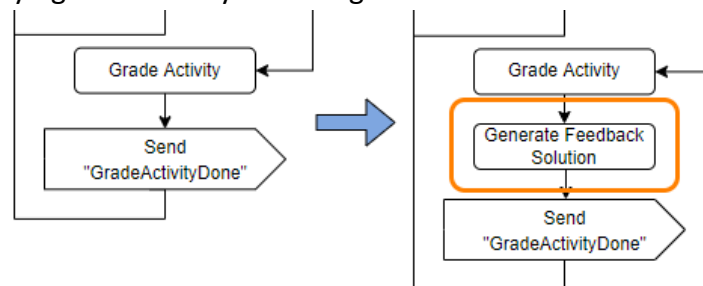 Grade Activity
Send
"GradeActivityDone"
Grade Activity
Generate Feedback
Solution
Send
"GradeActivityDone"